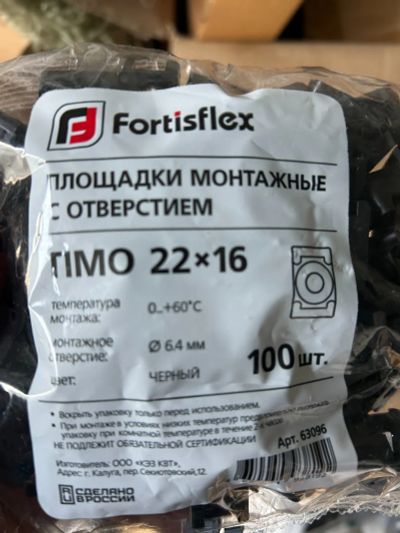 Fortisflex
ПЛОЩАДКИ МОНТАЖНЫЕ
С ОТВЕРСТИЕМ
TIMO 22×16
температура монтажа: 0..+60°C
монтажное отверстие: Ø 6.4 мм
цвет: ЧЕРНЫЙ
100 шт.
• Вскрыть упаковку только перед использованием.
• При монтаже в условиях низких температур предварительно выдержать
упаковку при комнатной температуре в течение 2-х часов
НЕ ПОДЛЕЖИТ ОБЯЗАТЕЛЬНОЙ СЕРТИФИКАЦИИ
Арт. 63096
Изготовитель: ООО «КЭЗ КВТ»,
Адрес: г. Калуга, пер. Секиотовский,12.
СДЕЛАНО
В РОССИИ